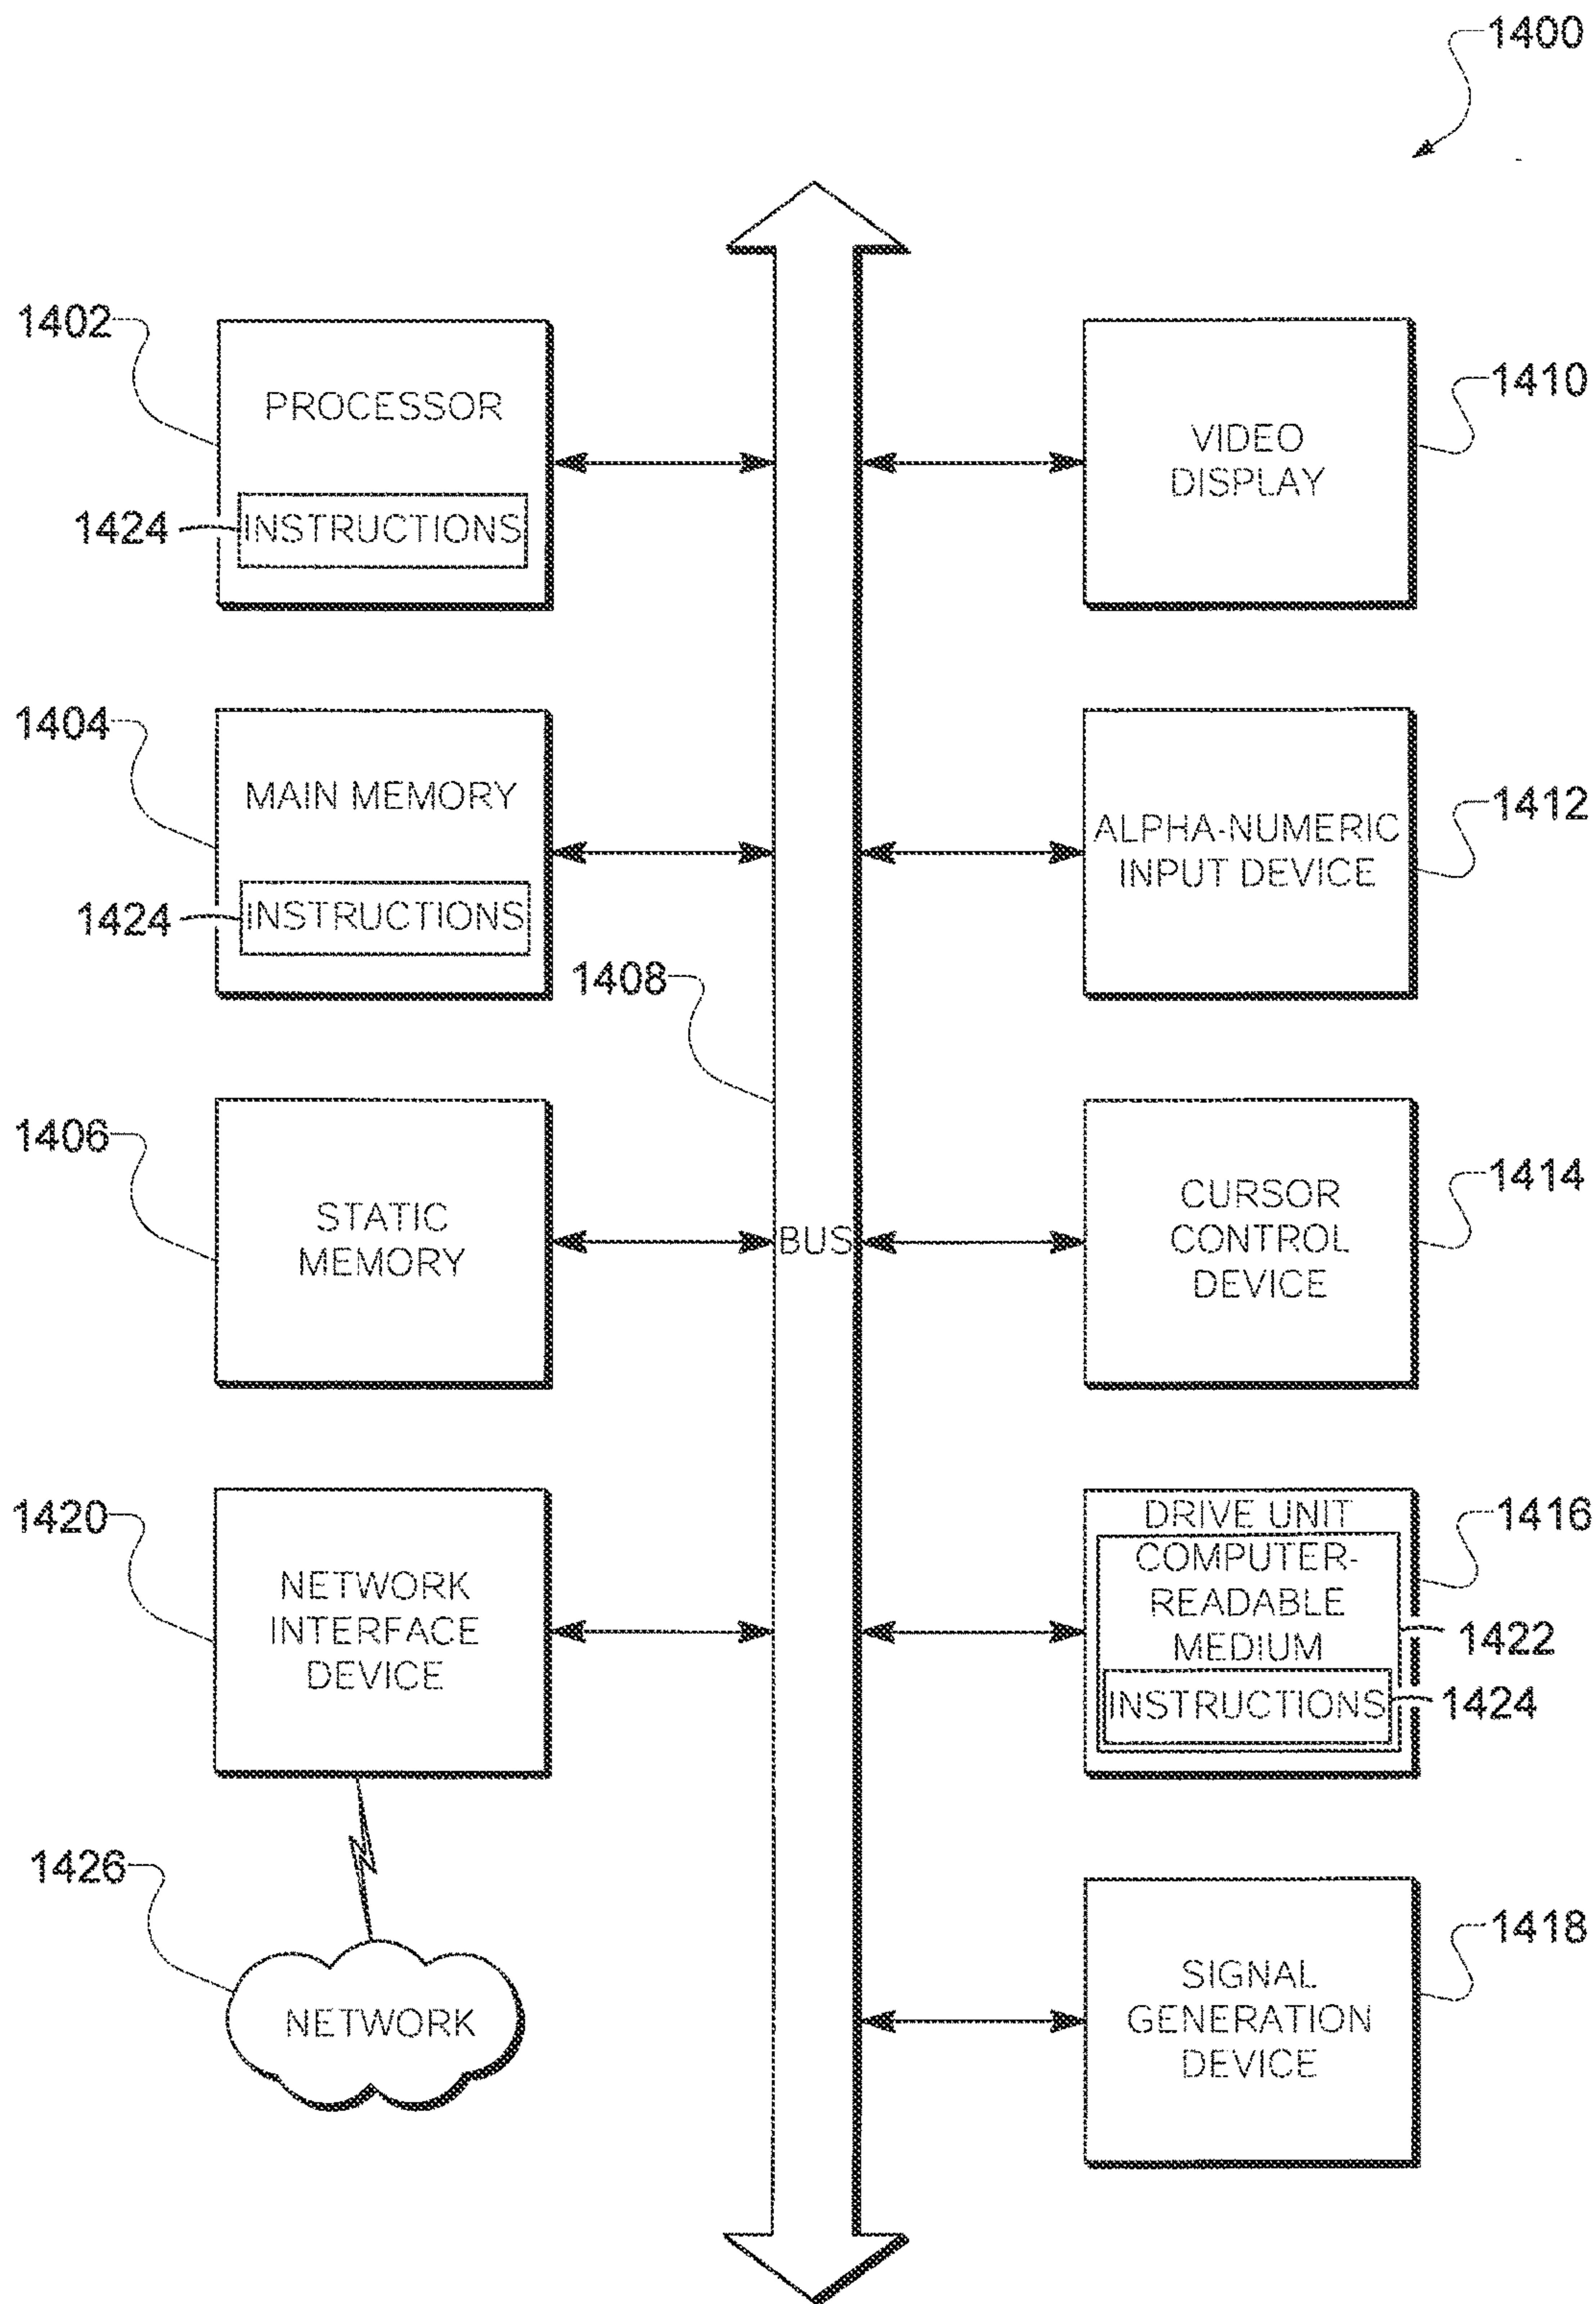 1400
1402
PROCESSOR
1424
INSTRUCTIONS
1404
MAIN MEMORY
1424
INSTRUCTIONS
1408
1406
STATIC
MEMORY
BUS
1420
NETWORK
INTERFACE
DEVICE
1426
NETWORK
1410
VIDEO
DISPLAY
1412
ALPHA-NUMERIC
INPUT DEVICE
1414
CURSOR
CONTROL
DEVICE
1416
DRIVE UNIT
COMPUTER-
READABLE
MEDIUM
1422
INSTRUCTIONS
1424
1418
SIGNAL
GENERATION
DEVICE